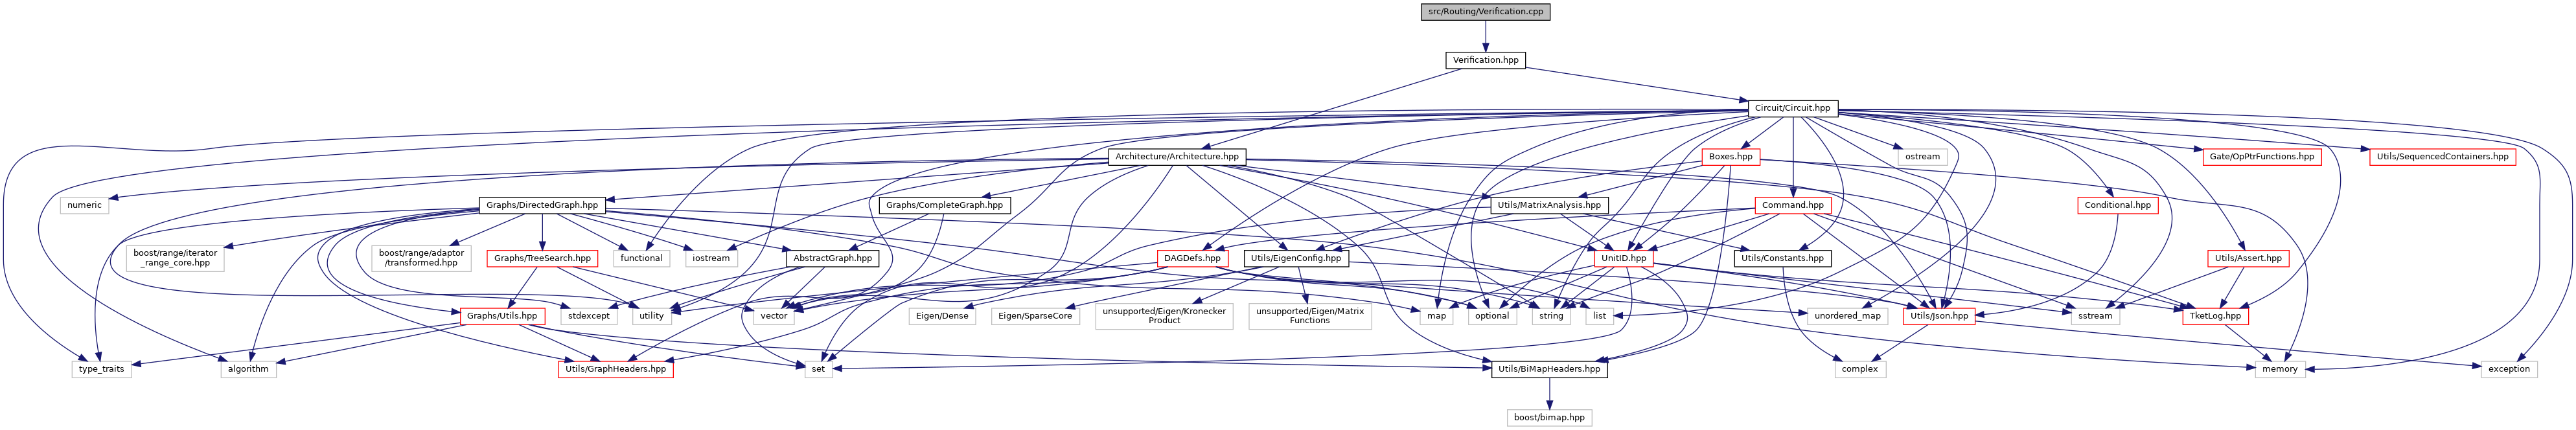 src/Routing/Verification.cpp
Verification.hpp
Circuit/Circuit.hpp
Architecture/Architecture.hpp
Boxes.hpp
ostream
Gate/OpPtrFunctions.hpp
Utils/SequencedContainers.hpp
numeric
Graphs/DirectedGraph.hpp
Graphs/CompleteGraph.hpp
Utils/MatrixAnalysis.hpp
Command.hpp
Conditional.hpp
boost/range/iterator
_range_core.hpp
boost/range/adaptor
/transformed.hpp
Graphs/TreeSearch.hpp
functional
iostream
AbstractGraph.hpp
DAGDefs.hpp
Utils/EigenConfig.hpp
UnitID.hpp
Utils/Constants.hpp
Utils/Assert.hpp
Graphs/Utils.hpp
stdexcept
utility
vector
Eigen/Dense
Eigen/SparseCore
unsupported/Eigen/Kronecker
Product
unsupported/Eigen/Matrix
Functions
map
optional
string
list
unordered_map
Utils/Json.hpp
sstream
TketLog.hpp
type_traits
algorithm
Utils/GraphHeaders.hpp
set
Utils/BiMapHeaders.hpp
complex
memory
exception
boost/bimap.hpp